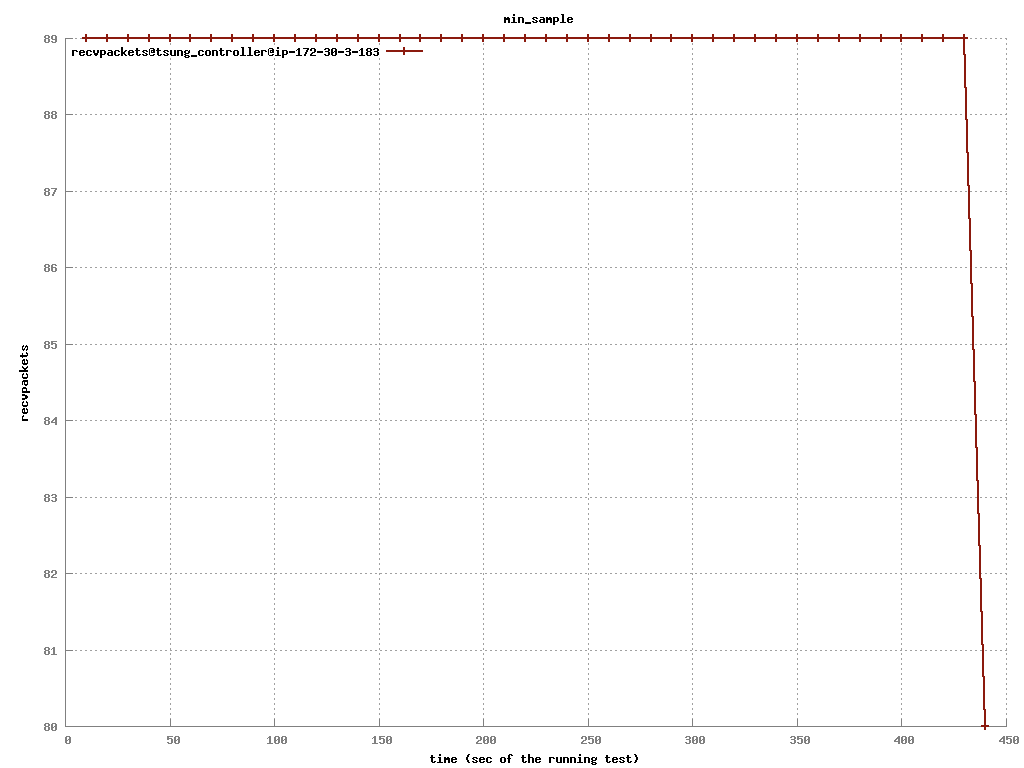 min_sample
89
recvpackets@tsung_controller@ip-172-30-3-183
88
87
86
85
recvpackets
84
83
82
81
80
0 50 100 150 200 250 300 350 400 450
time (sec of the running test)